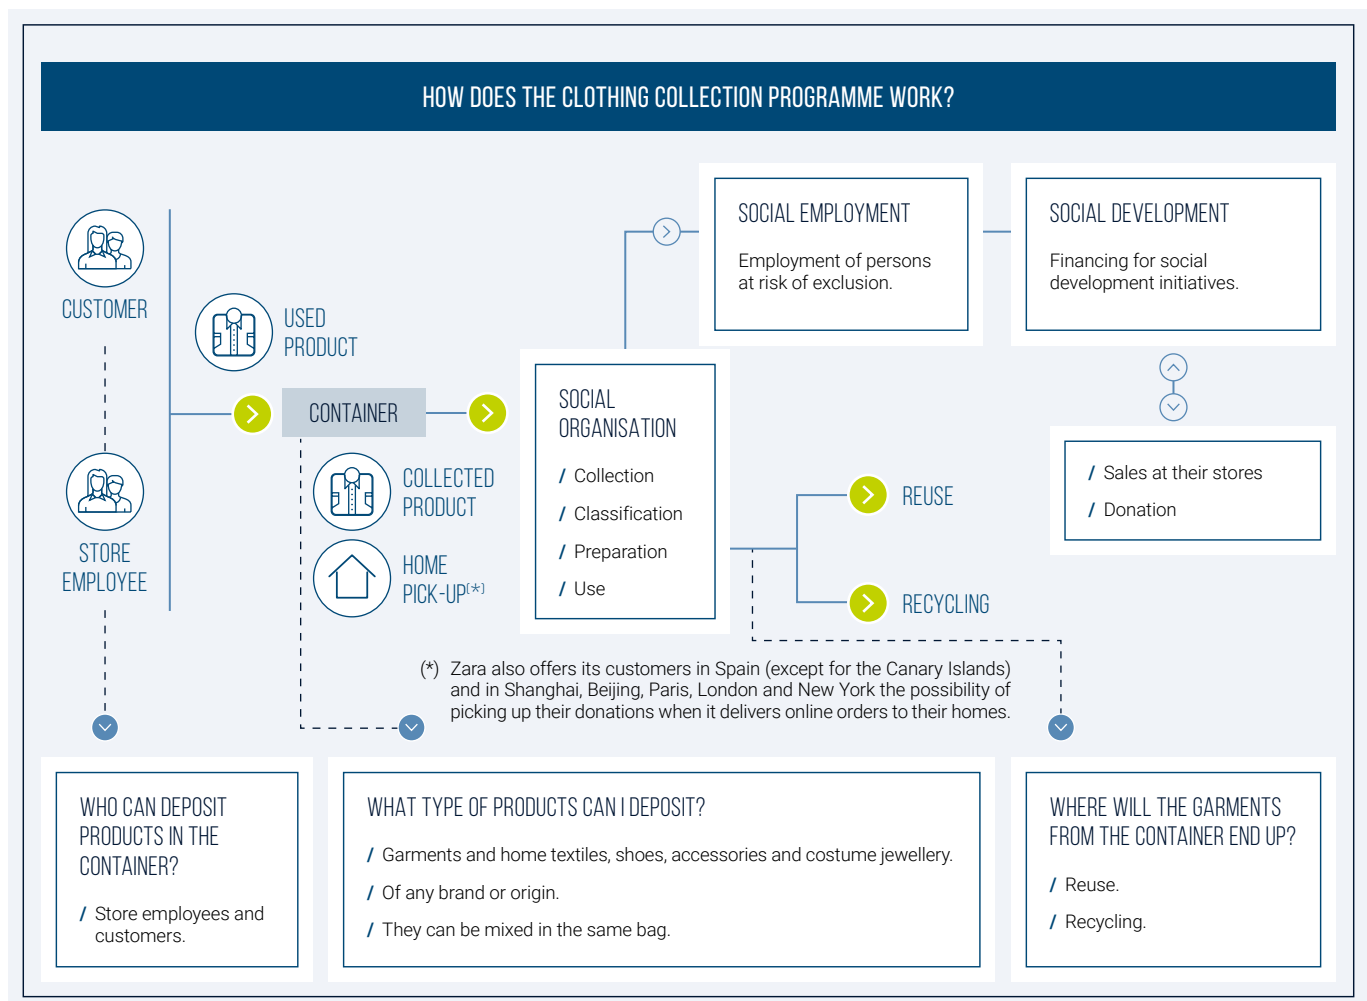 HOW DOES THE CLOTHING COLLECTION PROGRAMME WORK?
CUSTOMER
STORE
EMPLOYEE
USED
PRODUCT
CONTAINER
COLLECTED
PRODUCT
HOME
PICK-UP(*)
SOCIAL
ORGANISATION
/ Collection
/ Classification
/ Preparation
/ Use
SOCIAL EMPLOYMENT
Employment of persons
at risk of exclusion.
SOCIAL DEVELOPMENT
Financing for social
development initiatives.
/ Sales at their stores
/ Donation
REUSE
RECYCLING
(*) Zara also offers its customers in Spain (except for the Canary Islands)
and in Shanghai, Beijing, Paris, London and New York the possibility of
picking up their donations when it delivers online orders to their homes.
WHO CAN DEPOSIT
PRODUCTS IN THE
CONTAINER?
/ Store employees and
customers.
WHAT TYPE OF PRODUCTS CAN I DEPOSIT?
/ Garments and home textiles, shoes, accessories and costume jewellery.
/ Of any brand or origin.
/ They can be mixed in the same bag.
WHERE WILL THE GARMENTS
FROM THE CONTAINER END UP?
/ Reuse.
/ Recycling.